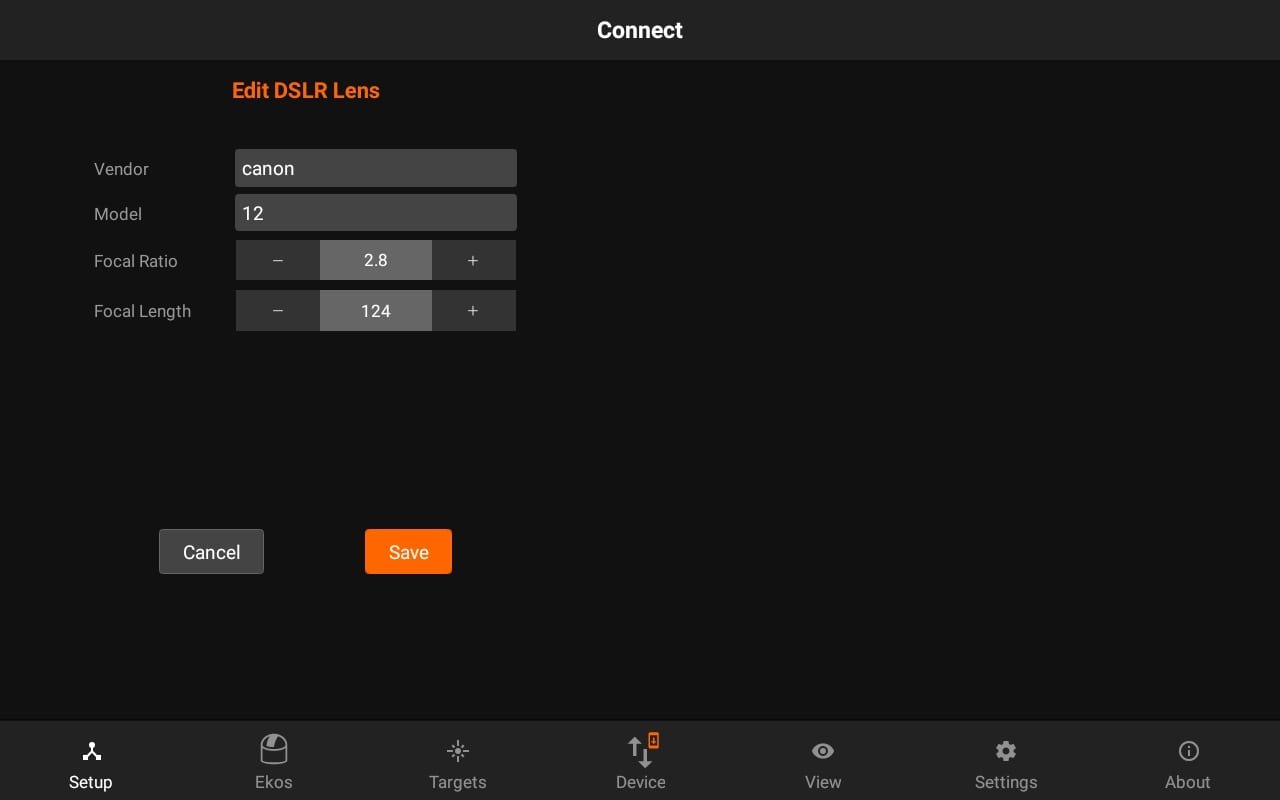 Connect
Edit DSLR Lens
Vendor canon
Model 12
Focal Ratio − 2.8 +
Focal Length − 124 +
Cancel Save
Setup Ekos Targets Device View Settings About